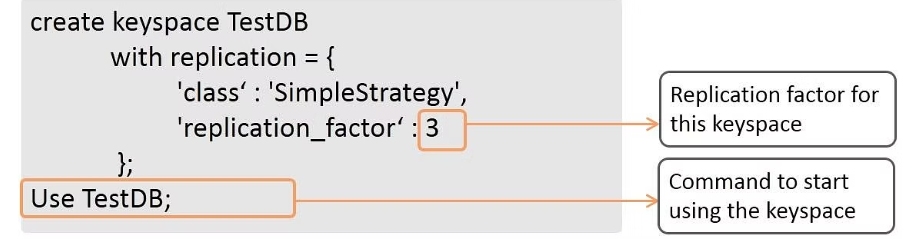 create keyspace TestDB
with replication = {
'class‘ : 'SimpleStrategy',
'replication_factor‘ : 3
};
Use TestDB;
Replication factor for
this keyspace
Command to start
using the keyspace